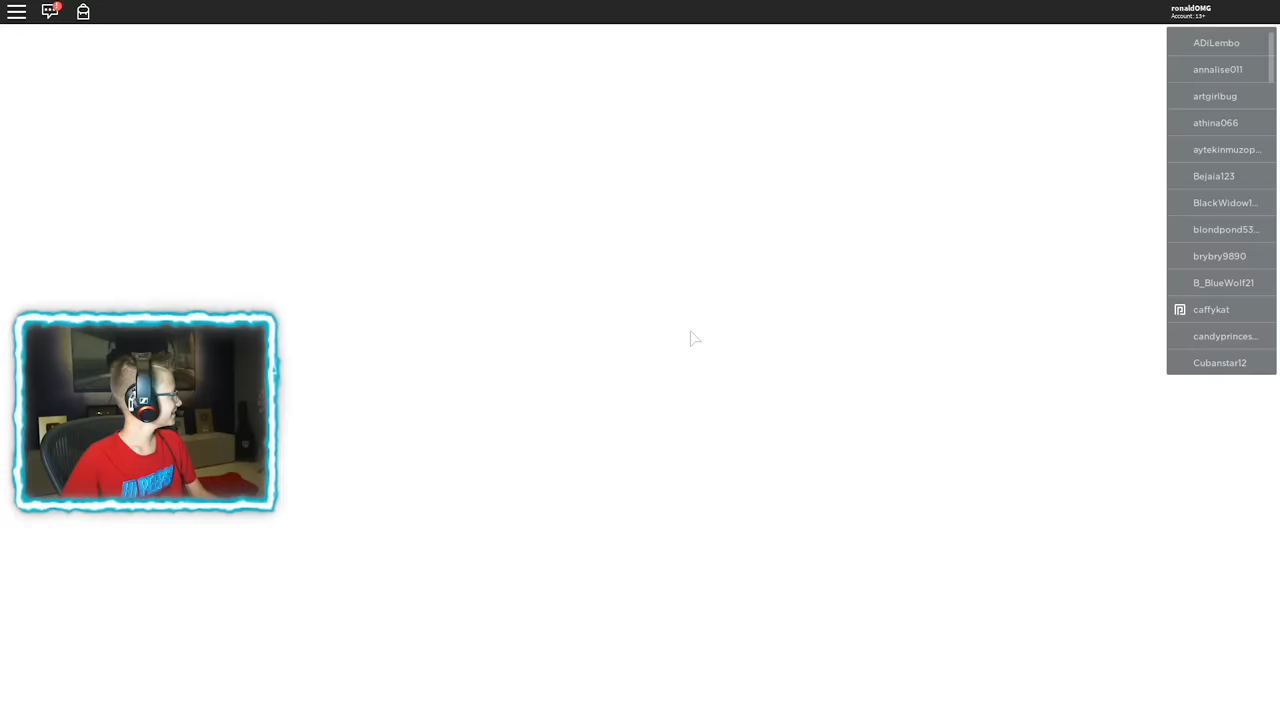 ronaldOMG
Account: 13+
ADiLembo
annalise011
artgirlbug
athina066
aytekinmuzop...
Bejaia123
BlackWidow1...
blondpond53...
brybry9890
B_BlueWolf21
caffykat
candyprinces...
Cubanstar12